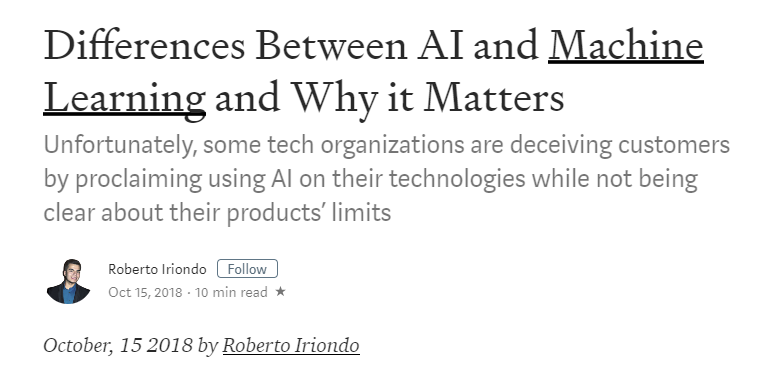 Differences Between AI and Machine
Learning and Why it Matters
Unfortunately, some tech organizations are deceiving customers
by proclaiming using AI on their technologies while not being
clear about their products’ limits
Roberto Iriondo Follow
Oct 15, 2018 · 10 min read ★
October, 15 2018 by Roberto Iriondo